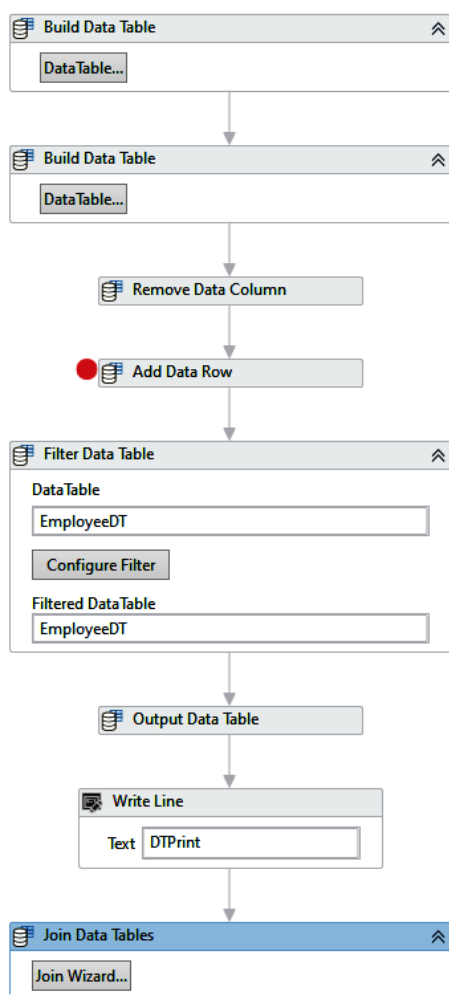 Build Data Table
DataTable...
Build Data Table
DataTable...
Remove Data Column
Add Data Row
Filter Data Table
DataTable
EmployeeDT
Configure Filter
Filtered DataTable
EmployeeDT
Output Data Table
Write Line
Text DTPrint
Join Data Tables
Join Wizard...